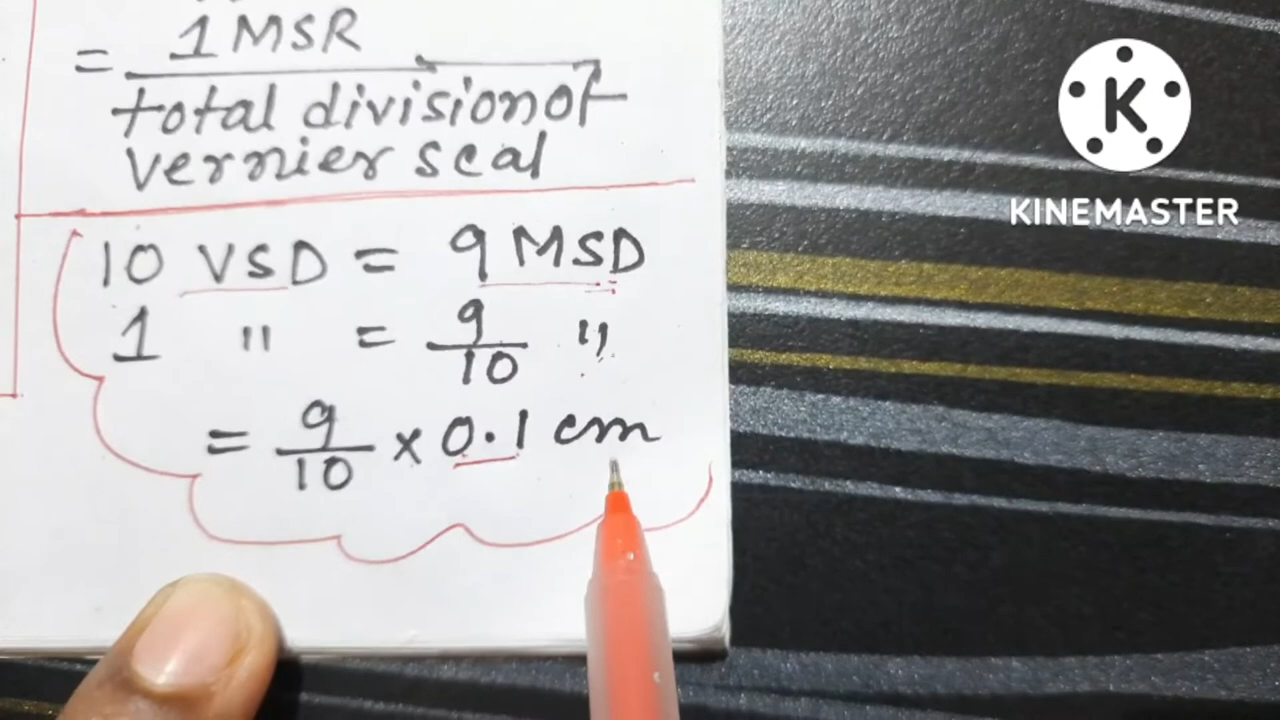 = 1 MSR
total division of
vernier scal
10 VSD = 9 MSD
1 " = 9/10 "
= 9/10 × 0.1 cm
K
KINEMASTER